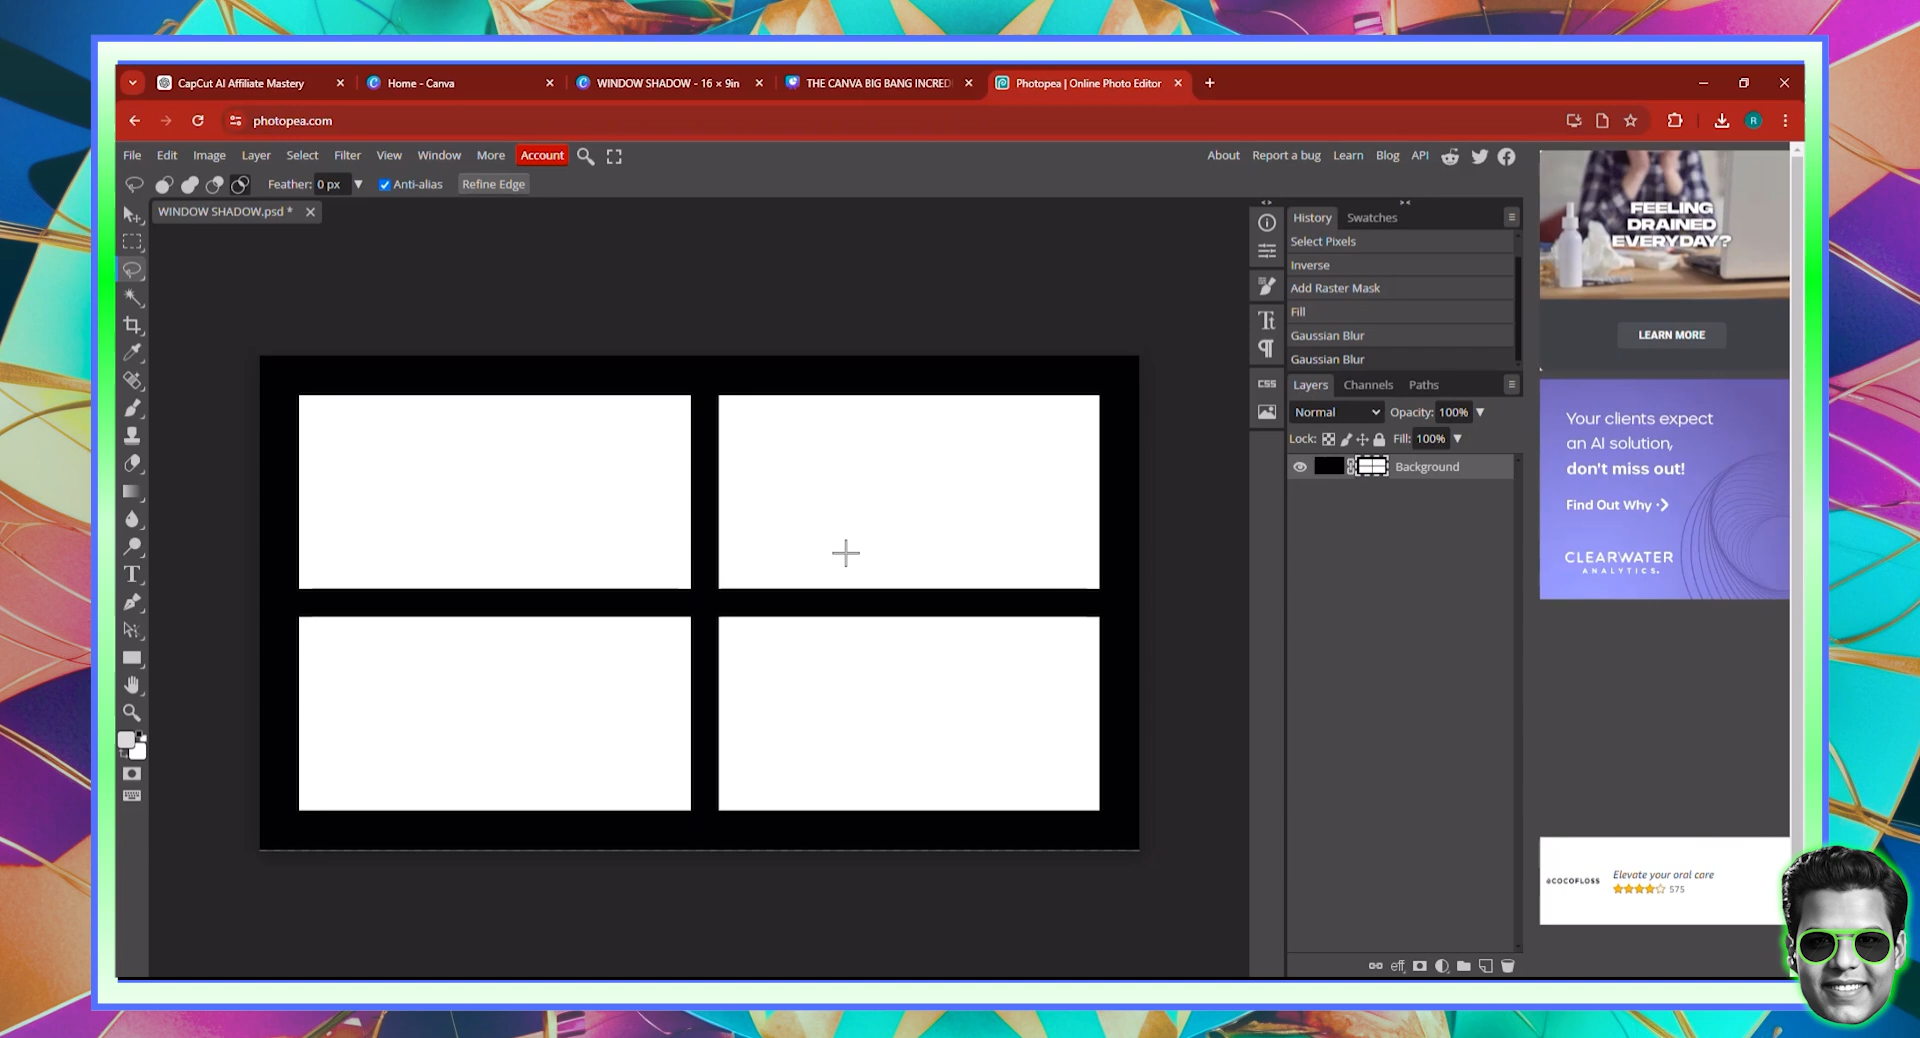 CapCut AI Affiliate Mastery
Home - Canva
WINDOW SHADOW - 16 × 9in
THE CANVA BIG BANG INCRED
Photopea | Online Photo Editor
photopea.com
R
File Edit Image Layer Select Filter View Window More Account
About Report a bug Learn Blog API
Feather: 0 px Anti-alias Refine Edge
WINDOW SHADOW.psd *
History Swatches
Select Pixels
Inverse
Add Raster Mask
Fill
Gaussian Blur
Gaussian Blur
CSS
Layers Channels Paths
Normal Opacity: 100%
Lock: Fill: 100%
Background
eff
FEELING
DRAINED
EVERYDAY?
LEARN MORE
Your clients expect
an AI solution,
don't miss out!
Find Out Why
CLEARWATER
ANALYTICS.
COCOFLOSS
Elevate your oral care
575